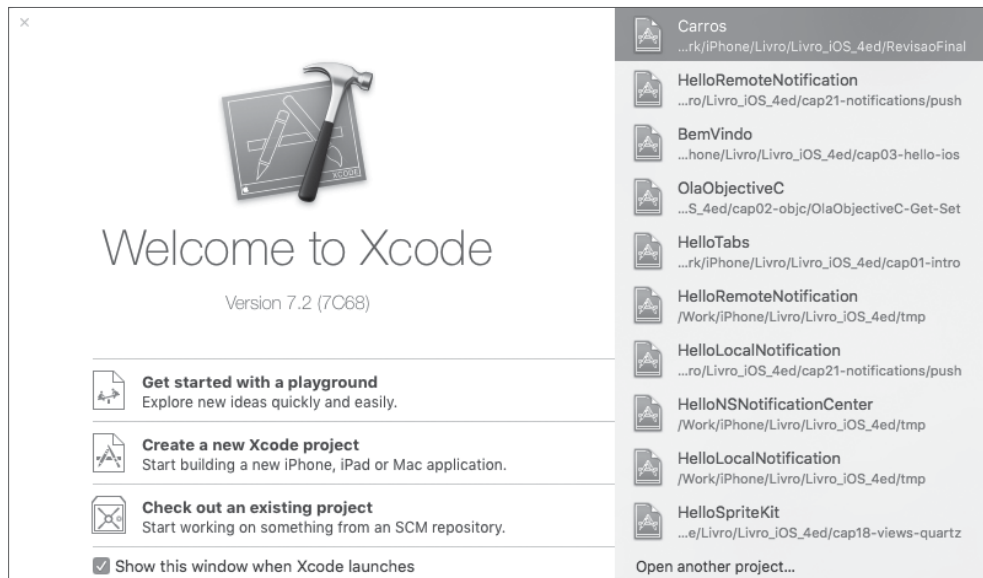 XCODE
Welcome to Xcode
Version 7.2 (7C68)
Get started with a playground
Explore new ideas quickly and easily.
Create a new Xcode project
Start building a new iPhone, iPad or Mac application.
Check out an existing project
Start working on something from an SCM repository.
Show this window when Xcode launches
Carros
...rk/iPhone/Livro/Livro_iOS_4ed/RevisaoFinal
HelloRemoteNotification
...ro/Livro_iOS_4ed/cap21-notifications/push
BemVindo
...hone/Livro/Livro_iOS_4ed/cap03-hello-ios
OlaObjectiveC
...S_4ed/cap02-objc/OlaObjectiveC-Get-Set
HelloTabs
...rk/iPhone/Livro/Livro_iOS_4ed/cap01-intro
HelloRemoteNotification
/Work/iPhone/Livro/Livro_iOS_4ed/tmp
HelloLocalNotification
...ro/Livro_iOS_4ed/cap21-notifications/push
HelloNSNotificationCenter
/Work/iPhone/Livro/Livro_iOS_4ed/tmp
HelloLocalNotification
/Work/iPhone/Livro/Livro_iOS_4ed/tmp
HelloSpriteKit
...e/Livro/Livro_iOS_4ed/cap18-views-quartz
Open another project...